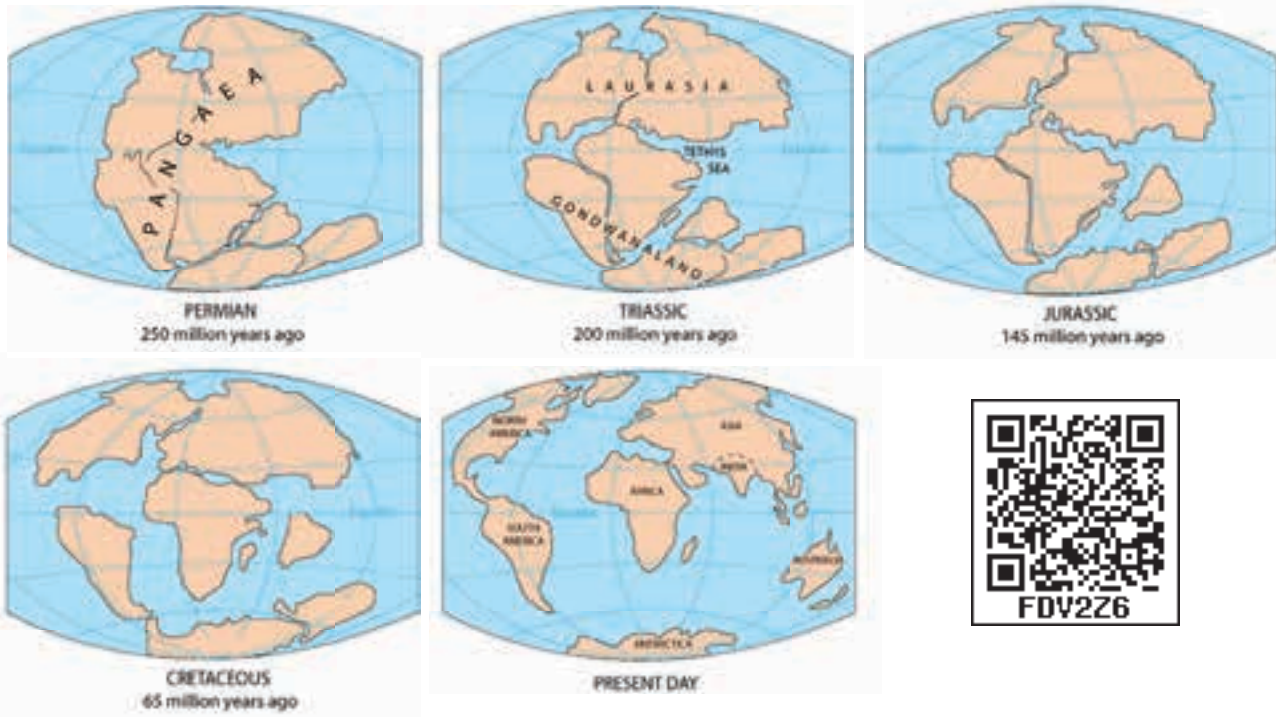 PANGAEA
PERMIAN
250 million years ago
LAURASIA
TETHYS
SEA
GONDWANALAND
TRIASSIC
200 million years ago
JURASSIC
145 million years ago
CRETACEOUS
65 million years ago
NORTH
AMERICA
ASIA
INDIA
AFRICA
SOUTH
AMERICA
AUSTRALIA
ANTARCTICA
PRESENT DAY
FDV2Z6